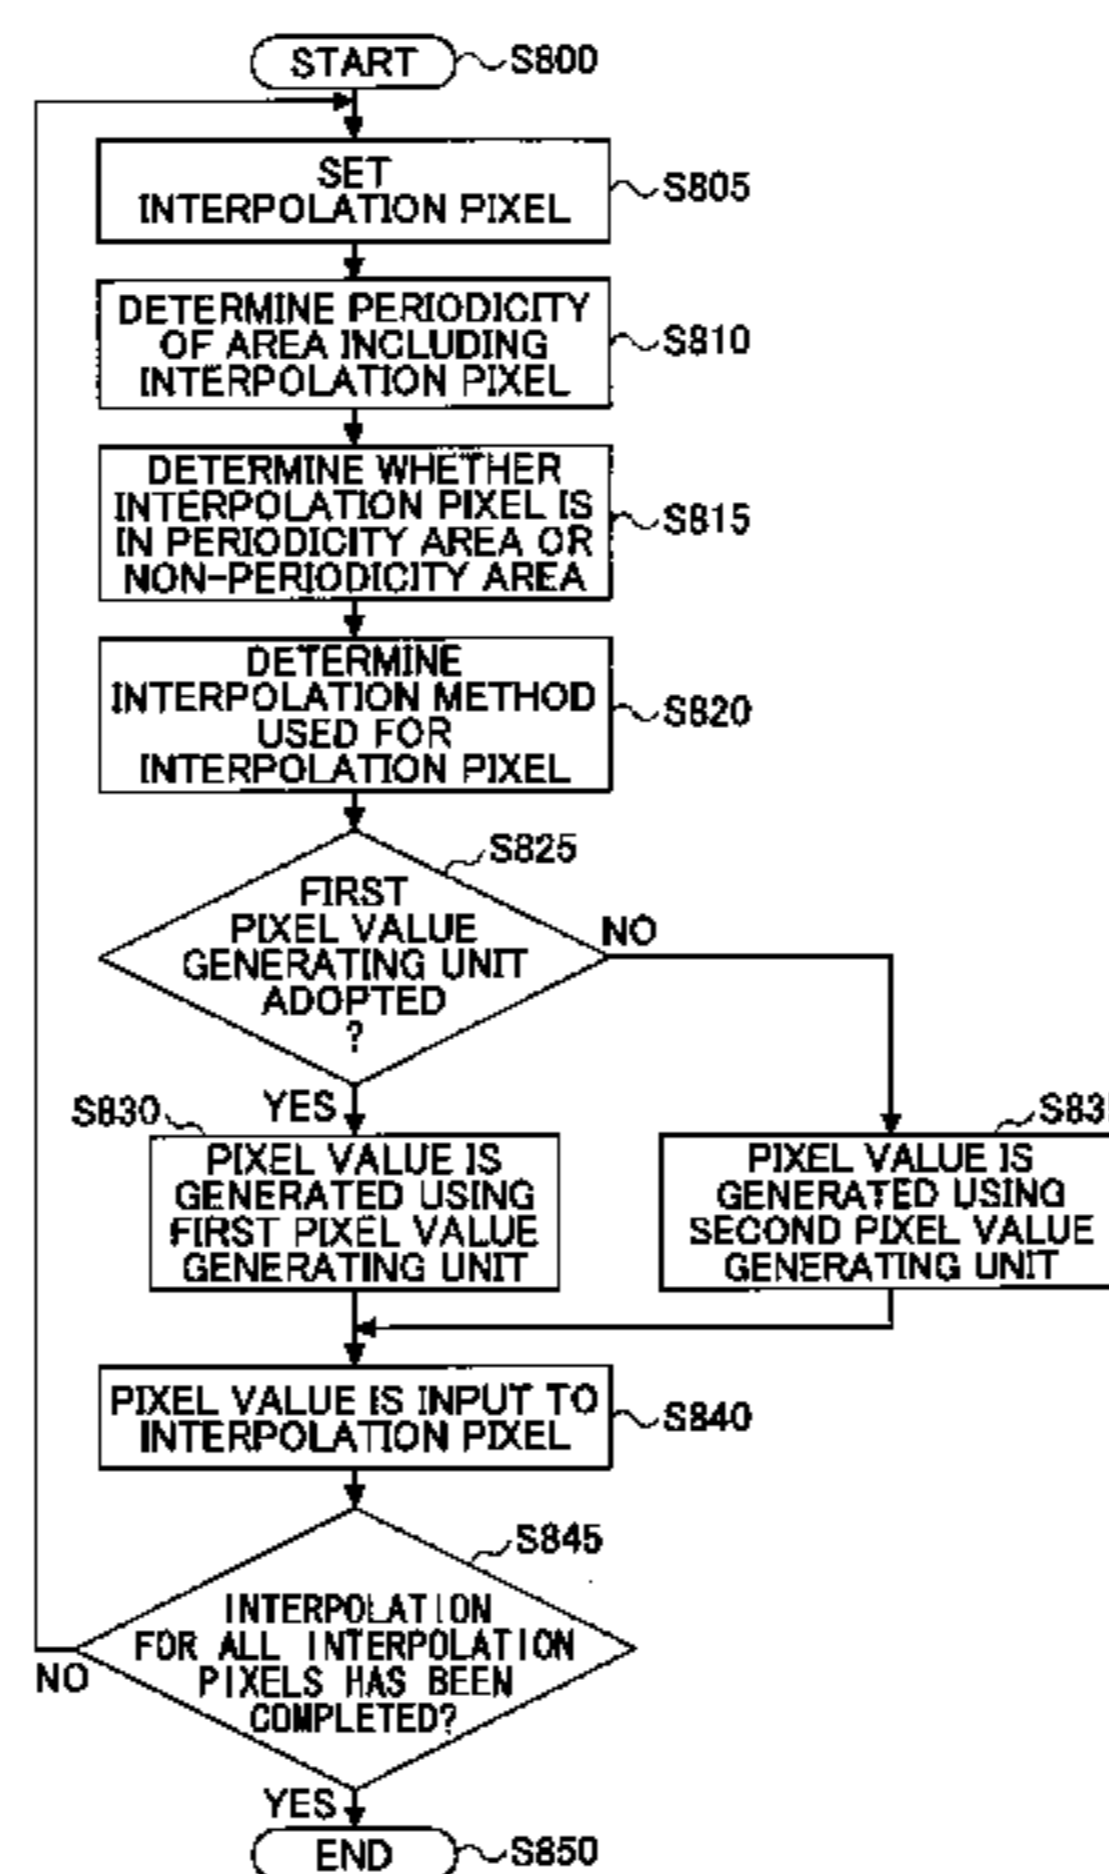 START
S800
SET
INTERPOLATION PIXEL
S805
DETERMINE PERIODICITY
OF AREA INCLUDING
INTERPOLATION PIXEL
S810
DETERMINE WHETHER
INTERPOLATION PIXEL IS
IN PERIODICITY AREA OR
NON-PERIODICITY AREA
S815
DETERMINE
INTERPOLATION METHOD
USED FOR
INTERPOLATION PIXEL
S820
S825
FIRST
PIXEL VALUE
GENERATING UNIT
ADOPTED
?
NO
YES
S830
PIXEL VALUE IS
GENERATED USING
FIRST PIXEL VALUE
GENERATING UNIT
PIXEL VALUE IS
GENERATED USING
SECOND PIXEL VALUE
GENERATING UNIT
PIXEL VALUE IS INPUT TO
INTERPOLATION PIXEL
S840
S845
INTERPOLATION
FOR ALL INTERPOLATION
PIXELS HAS BEEN
COMPLETED?
NO
YES
END
S850